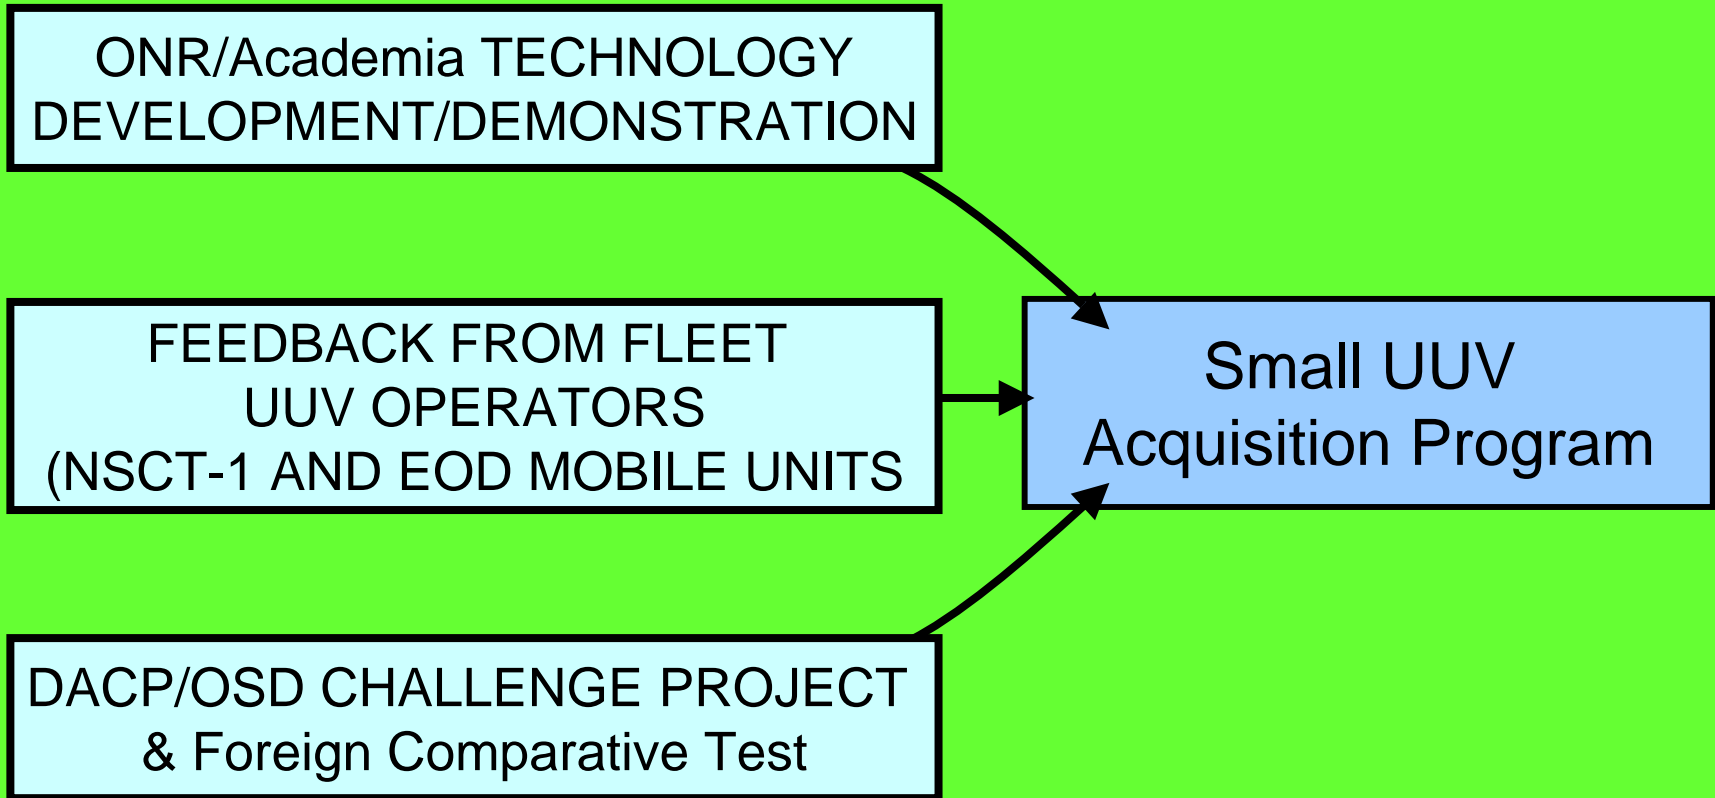 ONR/Academia TECHNOLOGY
DEVELOPMENT/DEMONSTRATION
FEEDBACK FROM FLEET
UUV OPERATORS
(NSCT-1 AND EOD MOBILE UNITS
DACP/OSD CHALLENGE PROJECT
& Foreign Comparative Test
Small UUV
Acquisition Program